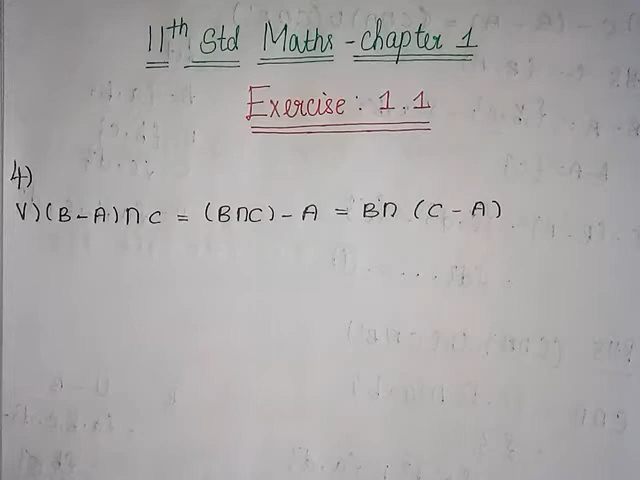 11th Std Maths - chapter 1
Exercise: 1.1
4)
V) (B-A)∩C = (B∩C)-A = B∩ (C-A)